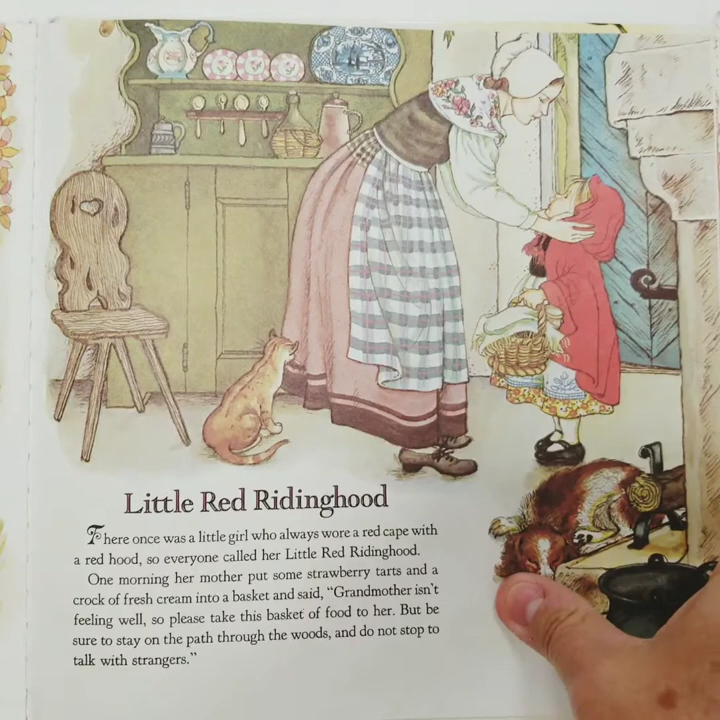 Little Red Ridinghood
There once was a little girl who always wore a red cape with
a red hood, so everyone called her Little Red Ridinghood.
One morning her mother put some strawberry tarts and a
crock of fresh cream into a basket and said, “Grandmother isn’t
feeling well, so please take this basket of food to her. But be
sure to stay on the path through the woods, and do not stop to
talk with strangers.”